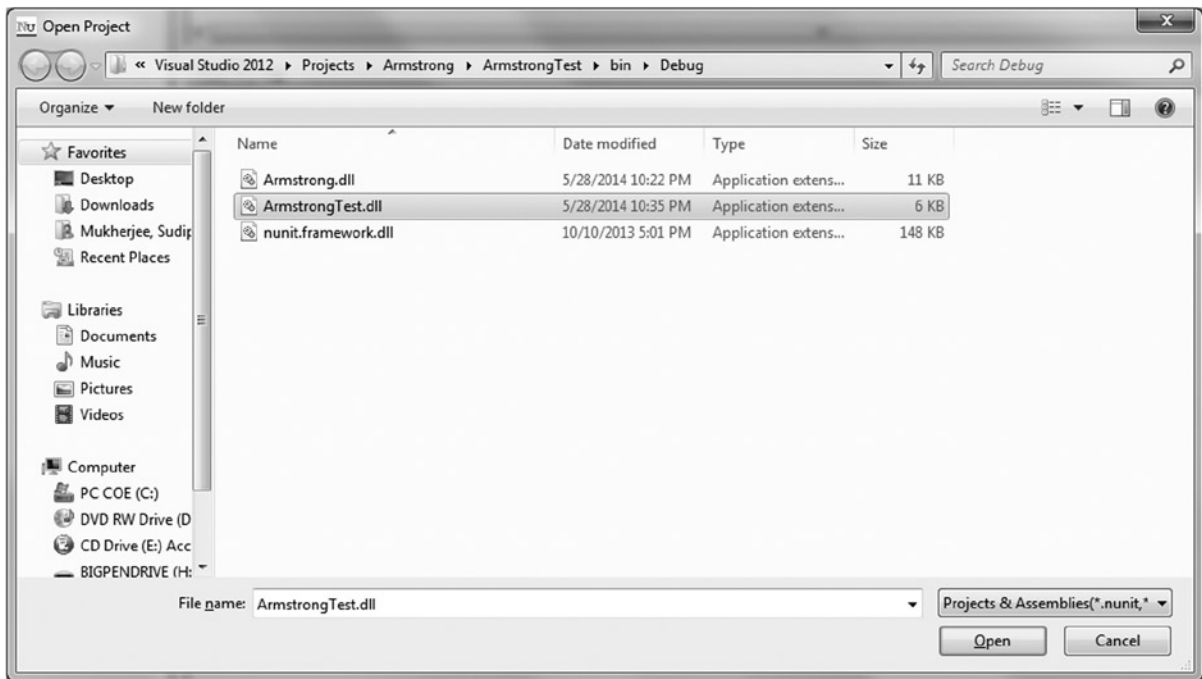 Nu Open Project
« Visual Studio 2012 ▸ Projects ▸ Armstrong ▸ ArmstrongTest ▸ bin ▸ Debug
Search Debug
Organize ▾ New folder
Favorites
Desktop
Downloads
Mukherjee, Sudip
Recent Places
Libraries
Documents
Music
Pictures
Videos
Computer
PC COE (C:)
DVD RW Drive (D
CD Drive (E:) Acc
BIGPENDRIVE (H:
Name Date modified Type Size
Armstrong.dll 5/28/2014 10:22 PM Application extens... 11 KB
ArmstrongTest.dll 5/28/2014 10:35 PM Application extens... 6 KB
nunit.framework.dll 10/10/2013 5:01 PM Application extens... 148 KB
File name: ArmstrongTest.dll
Projects & Assemblies(*.nunit,*
Open Cancel